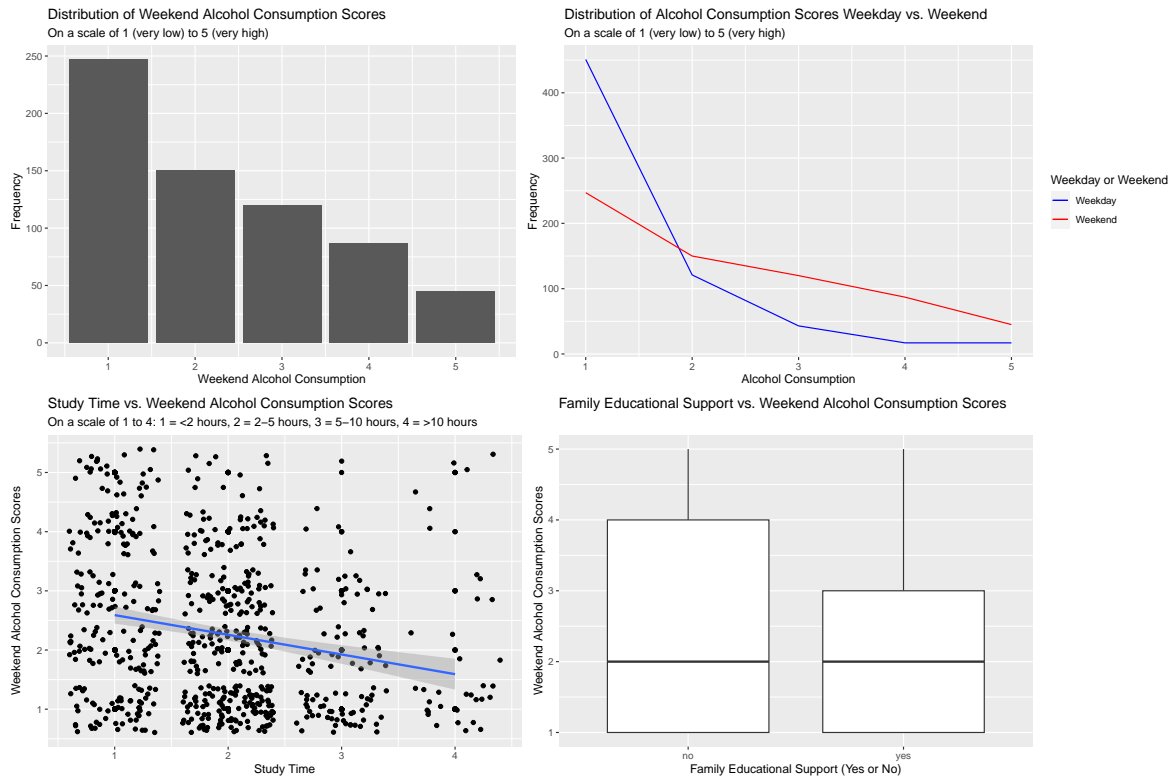 Distribution of Weekend Alcohol Consumption Scores
On a scale of 1 (very low) to 5 (very high)
250
200
150
100
50
0
Frequency
1 2 3 4 5
Weekend Alcohol Consumption
Distribution of Alcohol Consumption Scores Weekday vs. Weekend
On a scale of 1 (very low) to 5 (very high)
400
300
200
100
0
Frequency
1 2 3 4 5
Alcohol Consumption
Weekday or Weekend
Weekday
Weekend
Study Time vs. Weekend Alcohol Consumption Scores
On a scale of 1 to 4: 1 = <2 hours, 2 = 2–5 hours, 3 = 5–10 hours, 4 = >10 hours
5
4
3
2
1
Weekend Alcohol Consumption Scores
1 2 3 4
Study Time
Family Educational Support vs. Weekend Alcohol Consumption Scores
5
4
3
2
1
Weekend Alcohol Consumption Scores
no yes
Family Educational Support (Yes or No)